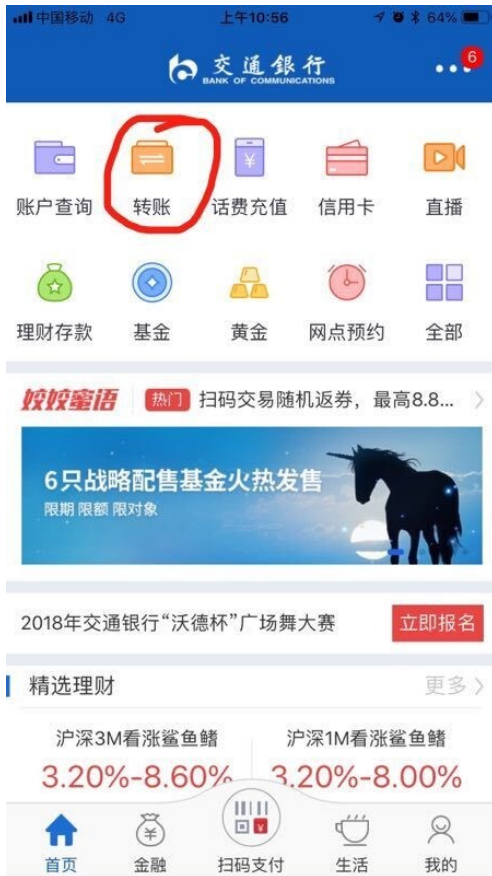 中国移动 4G 上午10:56 64%
交通银行 6
BANK OF COMMUNICATIONS
¥
账户查询 转账 话费充值 信用卡 直播
理财存款 基金 黄金 网点预约 全部
姣姣蜜语 热门 扫码交易随机返券，最高8.8...
6只战略配售基金火热发售
限期 限额 限对象
2018年交通银行“沃德杯”广场舞大赛 立即报名
精选理财 更多
沪深3M看涨鲨鱼鳍 沪深1M看涨鲨鱼鳍
3.20%-8.60% 3.20%-8.00%
¥ ¥
首页 金融 扫码支付 生活 我的